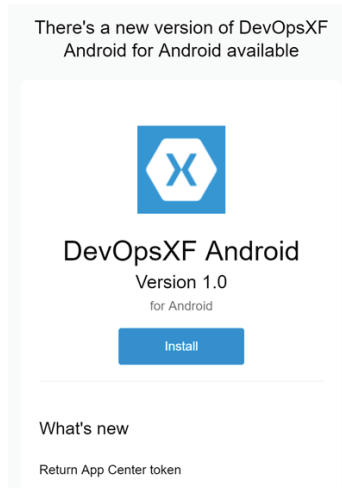 There's a new version of DevOpsXF
Android for Android available
DevOpsXF Android
Version 1.0
for Android
Install
What's new
Return App Center token